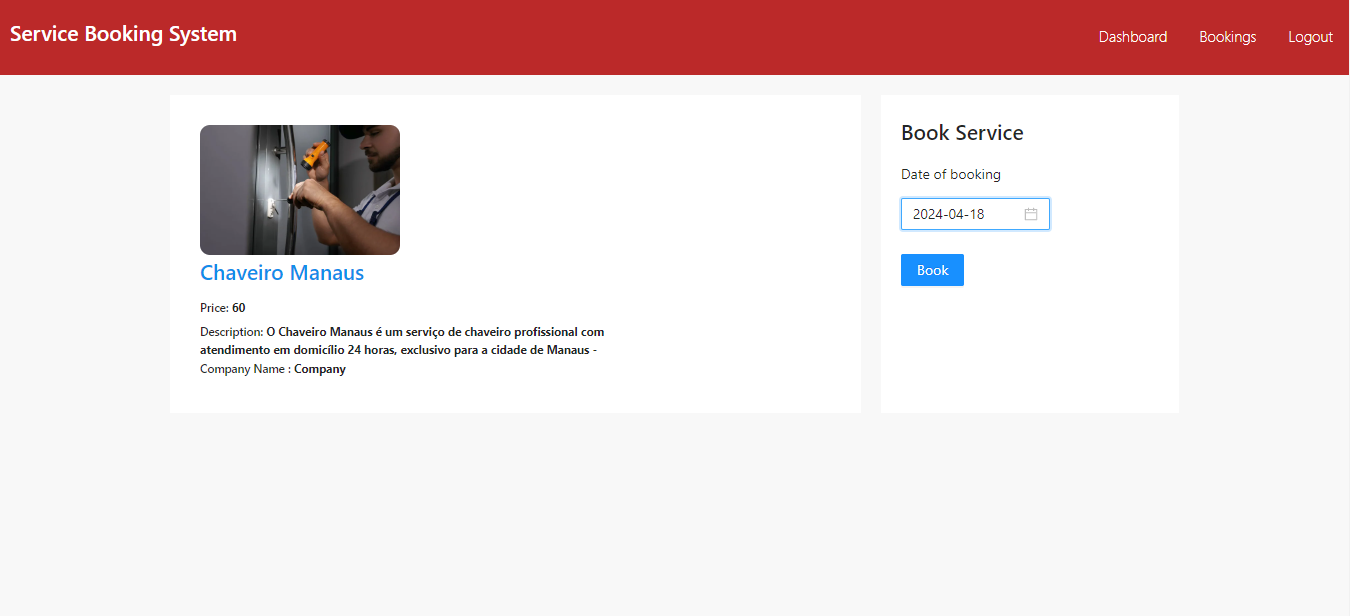 Service Booking System
Dashboard
Bookings
Logout
Chaveiro Manaus
Price: 60
Description: O Chaveiro Manaus é um serviço de chaveiro profissional com
atendimento em domicílio 24 horas, exclusivo para a cidade de Manaus -
Company Name : Company
Book Service
Date of booking
2024-04-18
Book